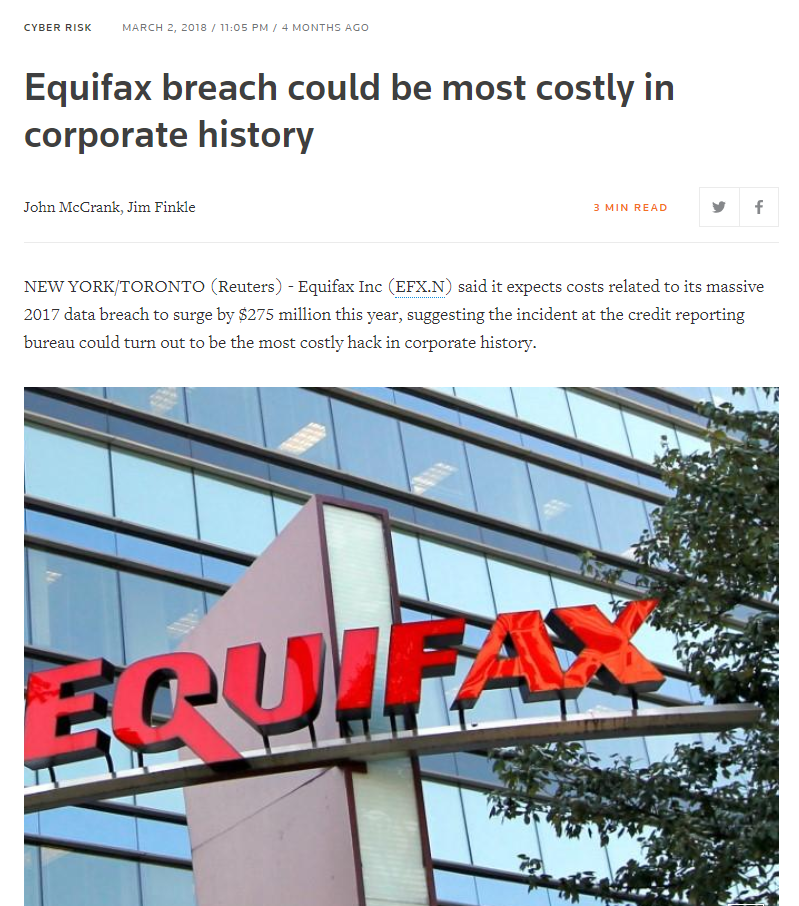 CYBER RISK MARCH 2, 2018 / 11:05 PM / 4 MONTHS AGO
Equifax breach could be most costly in
corporate history
John McCrank, Jim Finkle 3 MIN READ
NEW YORK/TORONTO (Reuters) - Equifax Inc (EFX.N) said it expects costs related to its massive
2017 data breach to surge by $275 million this year, suggesting the incident at the credit reporting
bureau could turn out to be the most costly hack in corporate history.
EQUIFAX